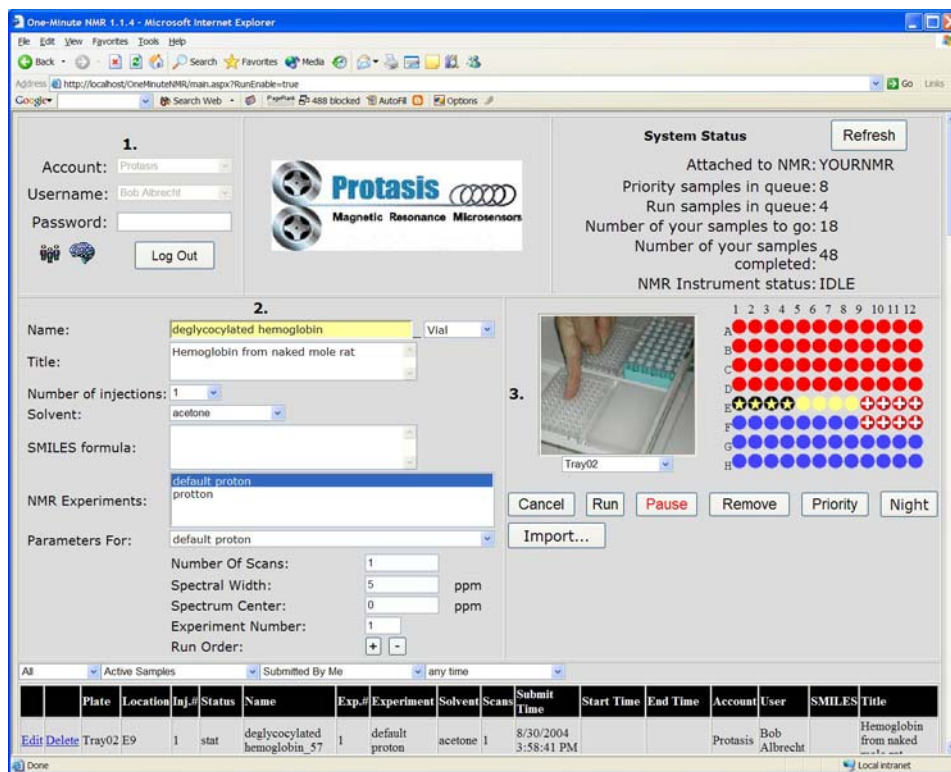 One-Minute NMR 1.1.4 - Microsoft Internet Explorer
File Edit View Favorites Tools Help
Back Search Favorites Media
Address http://localhost/OneMinuteNMR/main.aspx?RunEnable=true Go Links
Google Search Web PageRank 488 blocked AutoFill Options
1.
Account: Protasis
Username: Bob Albrecht
Password:
Log Out
Protasis
Magnetic Resonance Microsensors
System Status Refresh
Attached to NMR: YOURNMR
Priority samples in queue: 8
Run samples in queue: 4
Number of your samples to go: 18
Number of your samples completed: 48
NMR Instrument status: IDLE
2.
Name: deglycocylated hemoglobin_ Vial
Title: Hemoglobin from naked mole rat
Number of injections: 1
Solvent: acetone
SMILES formula:
NMR Experiments: default proton
protton
Parameters For: default proton
Number Of Scans: 1
Spectral Width: 5 ppm
Spectrum Center: 0 ppm
Experiment Number: 1
Run Order: + -
3.
Tray02
1 2 3 4 5 6 7 8 9 10 11 12
A
B
C
D
E
F
G
H
Cancel Run Pause Remove Priority Night
Import...
All Active Samples Submitted By Me any time
Plate Location Inj.# Status Name Exp.# Experiment Solvent Scans Submit Time Start Time End Time Account User SMILES Title
Edit Delete Tray02 E9 1 stat deglycocylated hemoglobin_57 1 default proton acetone 1 8/30/2004 3:58:41 PM Protasis Bob Albrecht Hemoglobin from naked mole rat
Done Local intranet